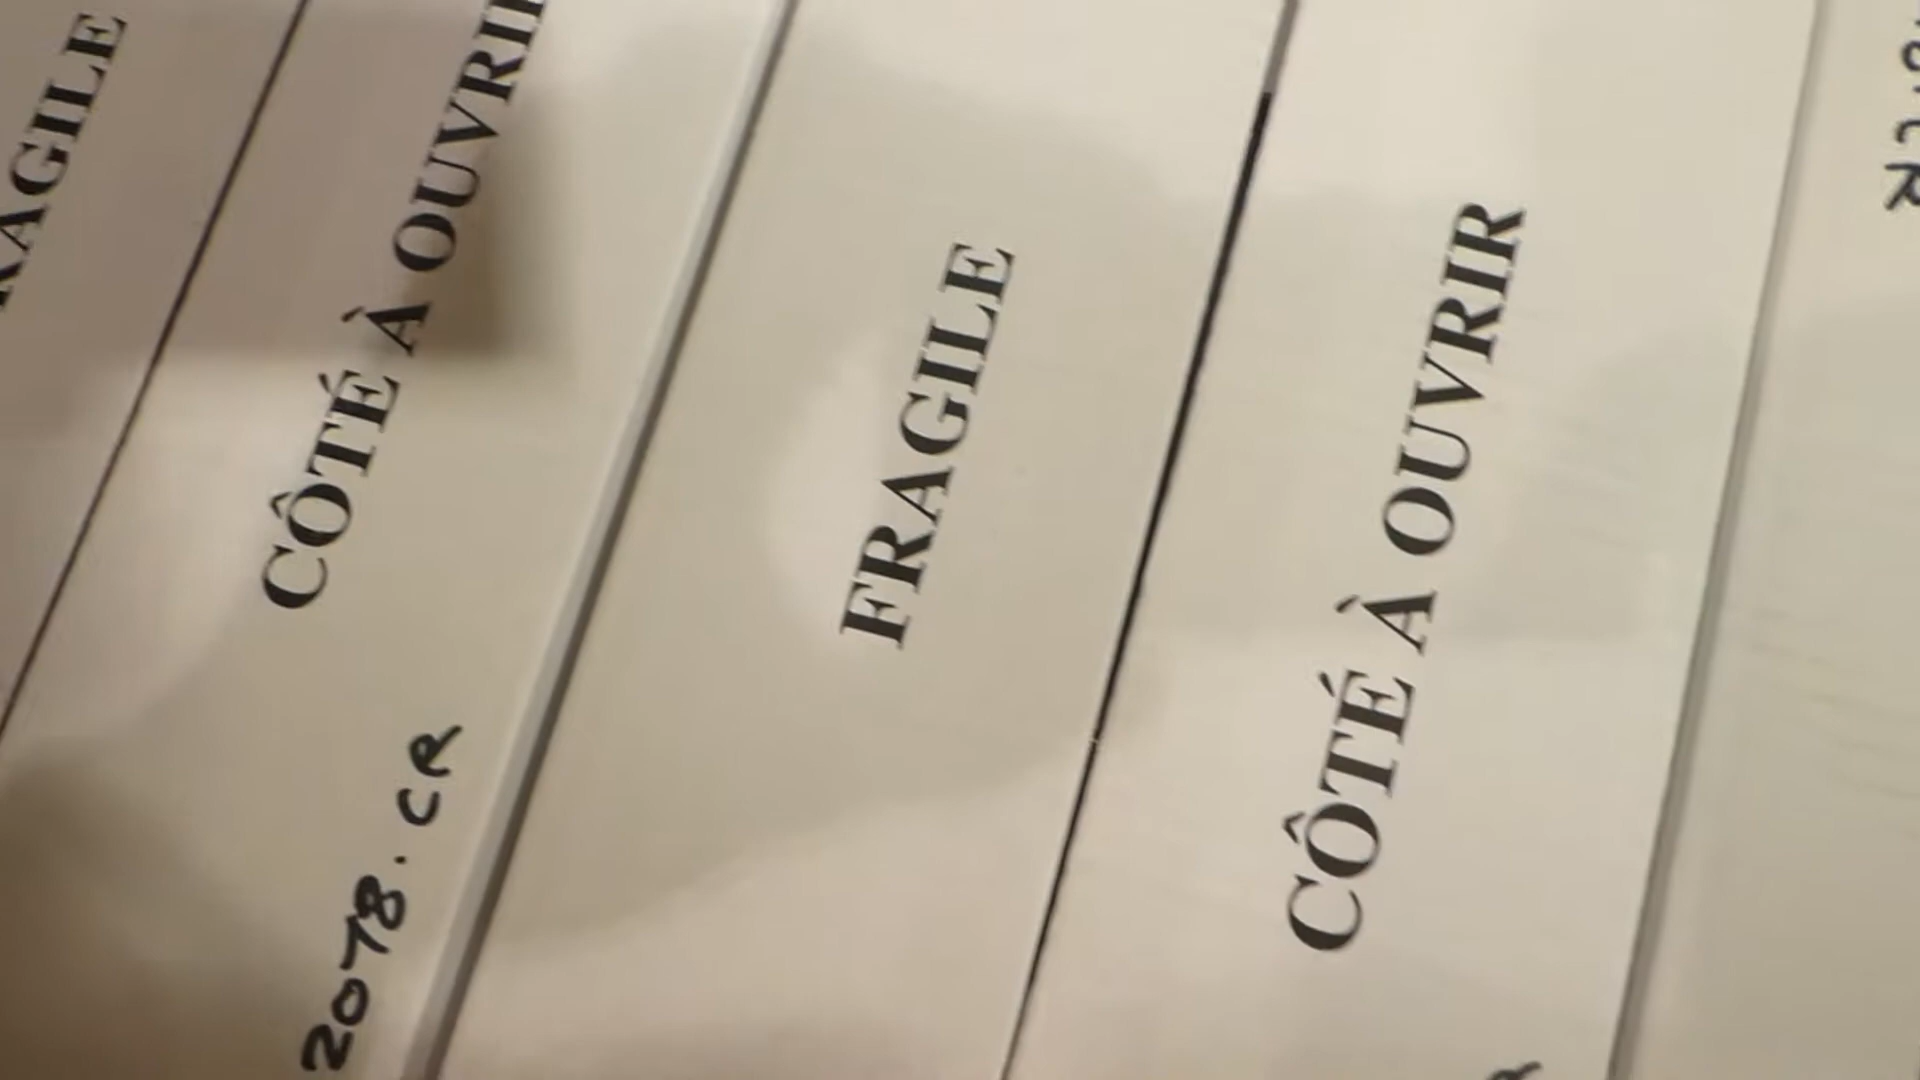 FRAGILE
CÔTÉ À OUVRIR
2078.CR
FRAGILE
CÔTÉ À OUVRIR